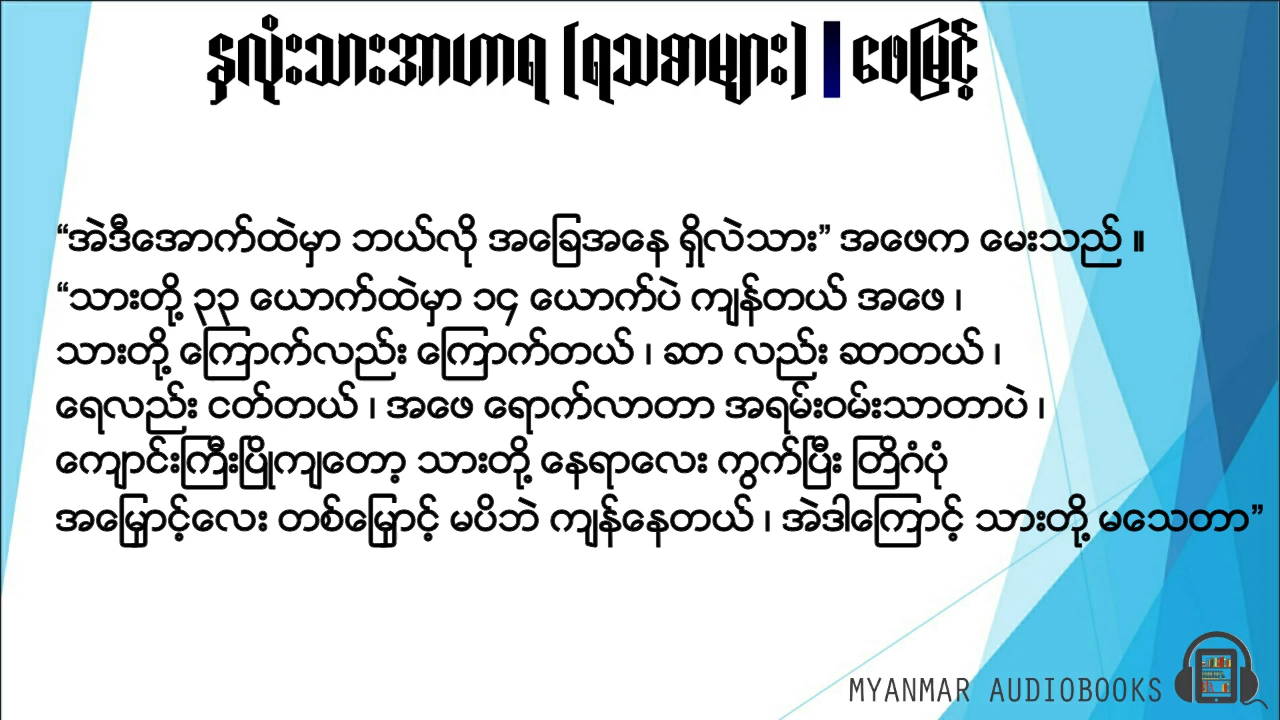 နှလုံးသားအာဟာရ (ရသစာများ) | ဖေမြင့်
“အဲဒီအောက်ထဲမှာ ဘယ်လို အခြေအနေ ရှိလဲသား” အဖေက မေးသည် ။
“သားတို့ ၃၃ ယောက်ထဲမှာ ၁၄ ယောက်ပဲ ကျန်တယ် အဖေ ၊
သားတို့ ကြောက်လည်း ကြောက်တယ် ၊ ဆာ လည်း ဆာတယ် ၊
ရေလည်း ငတ်တယ် ၊ အဖေ ရောက်လာတာ အရမ်းဝမ်းသာတာပဲ ၊
ကျောင်းကြီးပြိုကျတော့ သားတို့ နေရာလေး ကွက်ပြီး တြိဂံပုံ
အမြှောင့်လေး တစ်မြှောင့် မပိဘဲ ကျန်နေတယ် ၊ အဲဒါကြောင့် သားတို့ မသေတာ”
MYANMAR AUDIOBOOKS